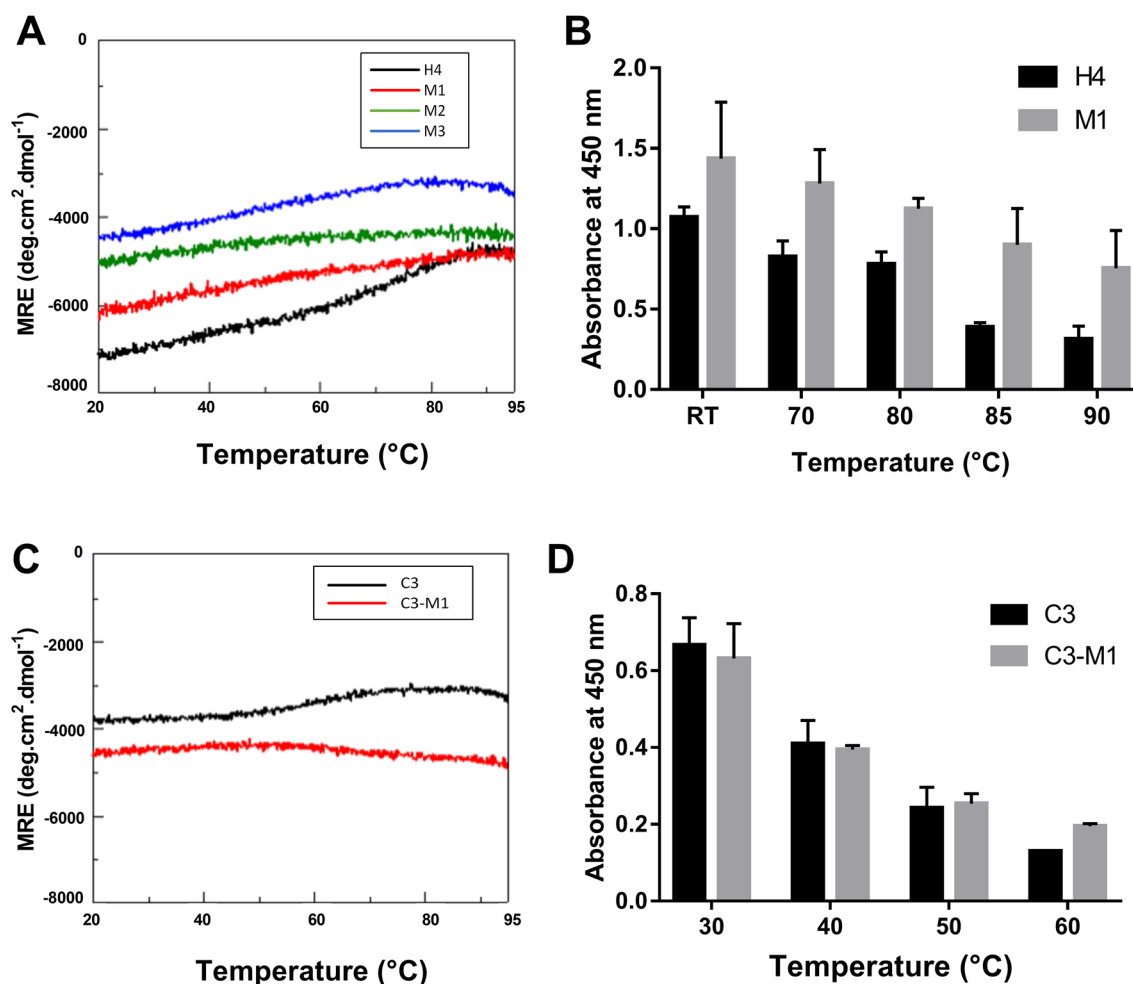 A
MRE (deg.cm².dmol⁻¹)
0
-2000
-4000
-6000
-8000
20
40
60
80
95
Temperature (°C)
H4
M1
M2
M3
B
Absorbance at 450 nm
2.0
1.5
1.0
0.5
0.0
RT
70
80
85
90
Temperature (°C)
H4
M1
C
MRE (deg.cm².dmol⁻¹)
0
-2000
-4000
-6000
-8000
20
40
60
80
95
Temperature (°C)
C3
C3-M1
D
Absorbance at 450 nm
0.8
0.6
0.4
0.2
0.0
30
40
50
60
Temperature (°C)
C3
C3-M1